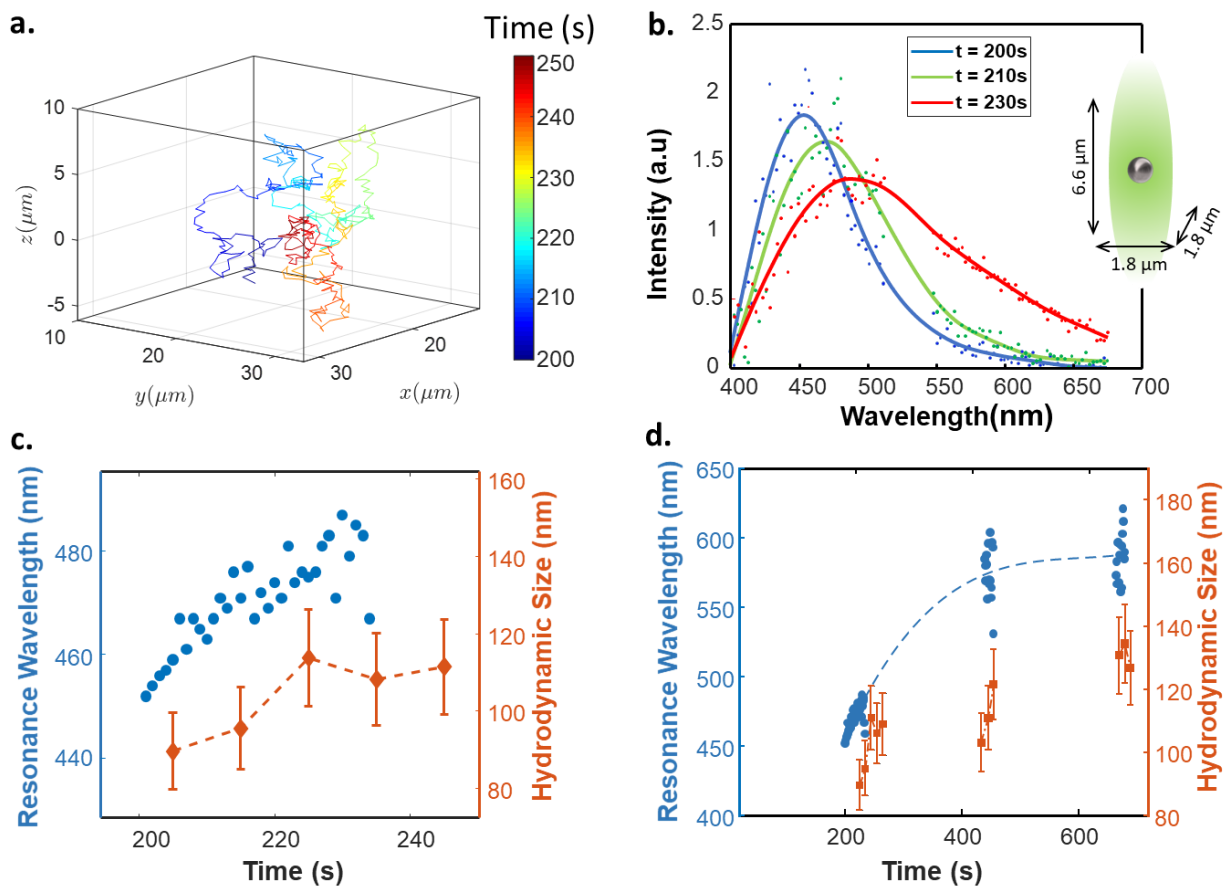 a.
Time (s)
10
5
0
-5
z(μm)
10
20
30
y(μm)
30
20
x(μm)
250
240
230
220
210
200
b.
2.5
2
1.5
1
0.5
0
Intensity (a.u)
t = 200s
t = 210s
t = 230s
400
450
500
550
600
650
700
Wavelength(nm)
6.6 μm
1.8 μm
1.8 μm
c.
Resonance Wavelength (nm)
480
460
440
160
140
120
100
80
Hydrodynamic Size (nm)
200
220
240
Time (s)
d.
Resonance Wavelength (nm)
650
600
550
500
450
400
180
160
140
120
100
80
Hydrodynamic Size (nm)
200
400
600
Time (s)